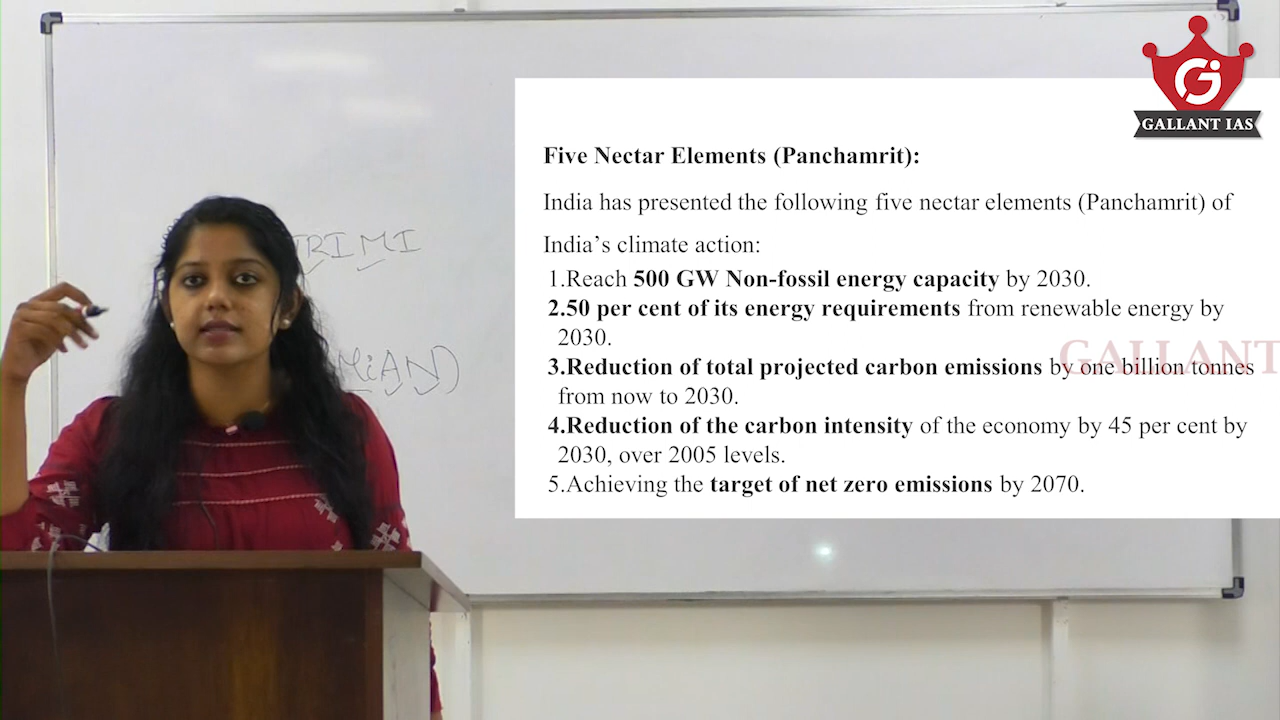 GALLANT IAS
Five Nectar Elements (Panchamrit):
India has presented the following five nectar elements (Panchamrit) of
India’s climate action:
1.Reach 500 GW Non-fossil energy capacity by 2030.
2.50 per cent of its energy requirements from renewable energy by
2030.
3.Reduction of total projected carbon emissions by one billion tonnes
from now to 2030.
4.Reduction of the carbon intensity of the economy by 45 per cent by
2030, over 2005 levels.
5.Achieving the target of net zero emissions by 2070.
GALLANT